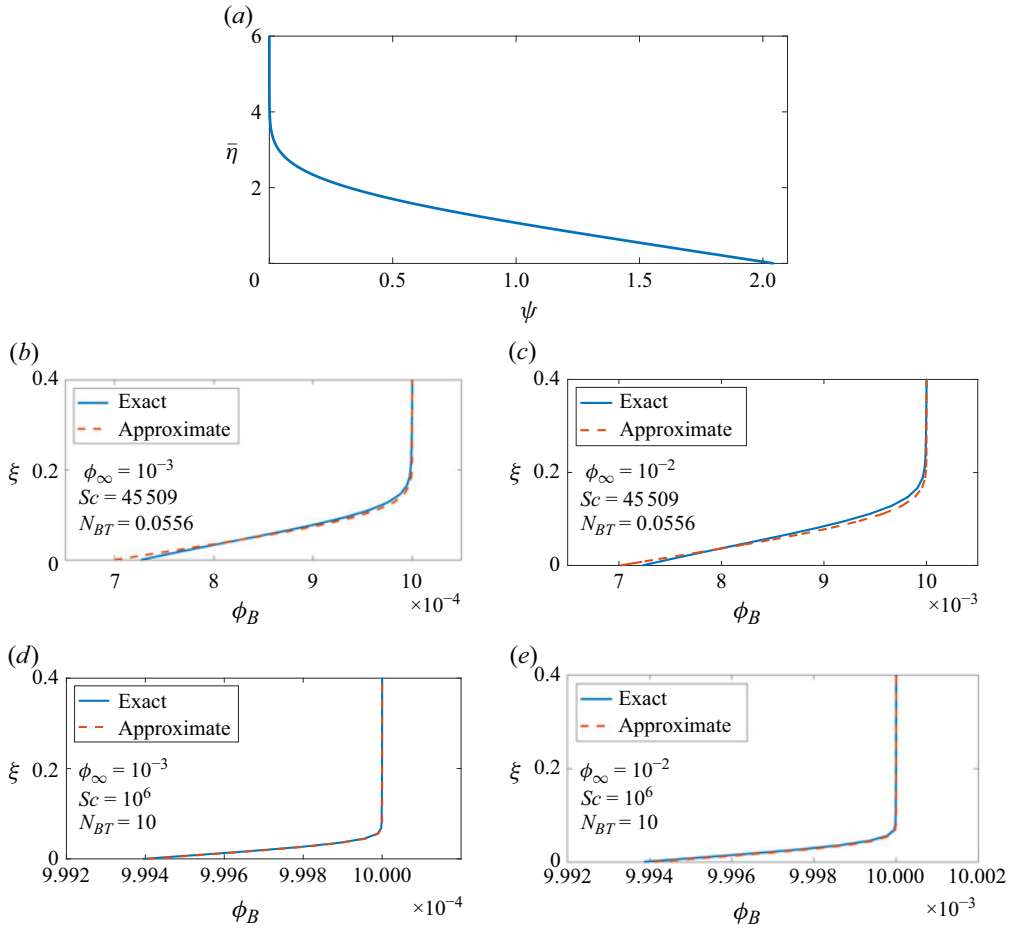 (a)
6
4
η̄
2
0 0.5 1.0 1.5 2.0
ψ
(b)
0.4
Exact
Approximate
ξ 0.2
ϕ∞ = 10⁻³
Sc = 45 509
N_BT = 0.0556
0
7 8 9 10
×10⁻⁴
ϕ_B
(c)
0.4
Exact
Approximate
ξ 0.2
ϕ∞ = 10⁻²
Sc = 45 509
N_BT = 0.0556
0
7 8 9 10
×10⁻³
ϕ_B
(d)
0.4
Exact
Approximate
ξ 0.2
ϕ∞ = 10⁻³
Sc = 10⁶
N_BT = 10
0
9.992 9.994 9.996 9.998 10.000
×10⁻⁴
ϕ_B
(e)
0.4
Exact
Approximate
ξ 0.2
ϕ∞ = 10⁻²
Sc = 10⁶
N_BT = 10
0
9.992 9.994 9.996 9.998 10.000 10.002
×10⁻³
ϕ_B